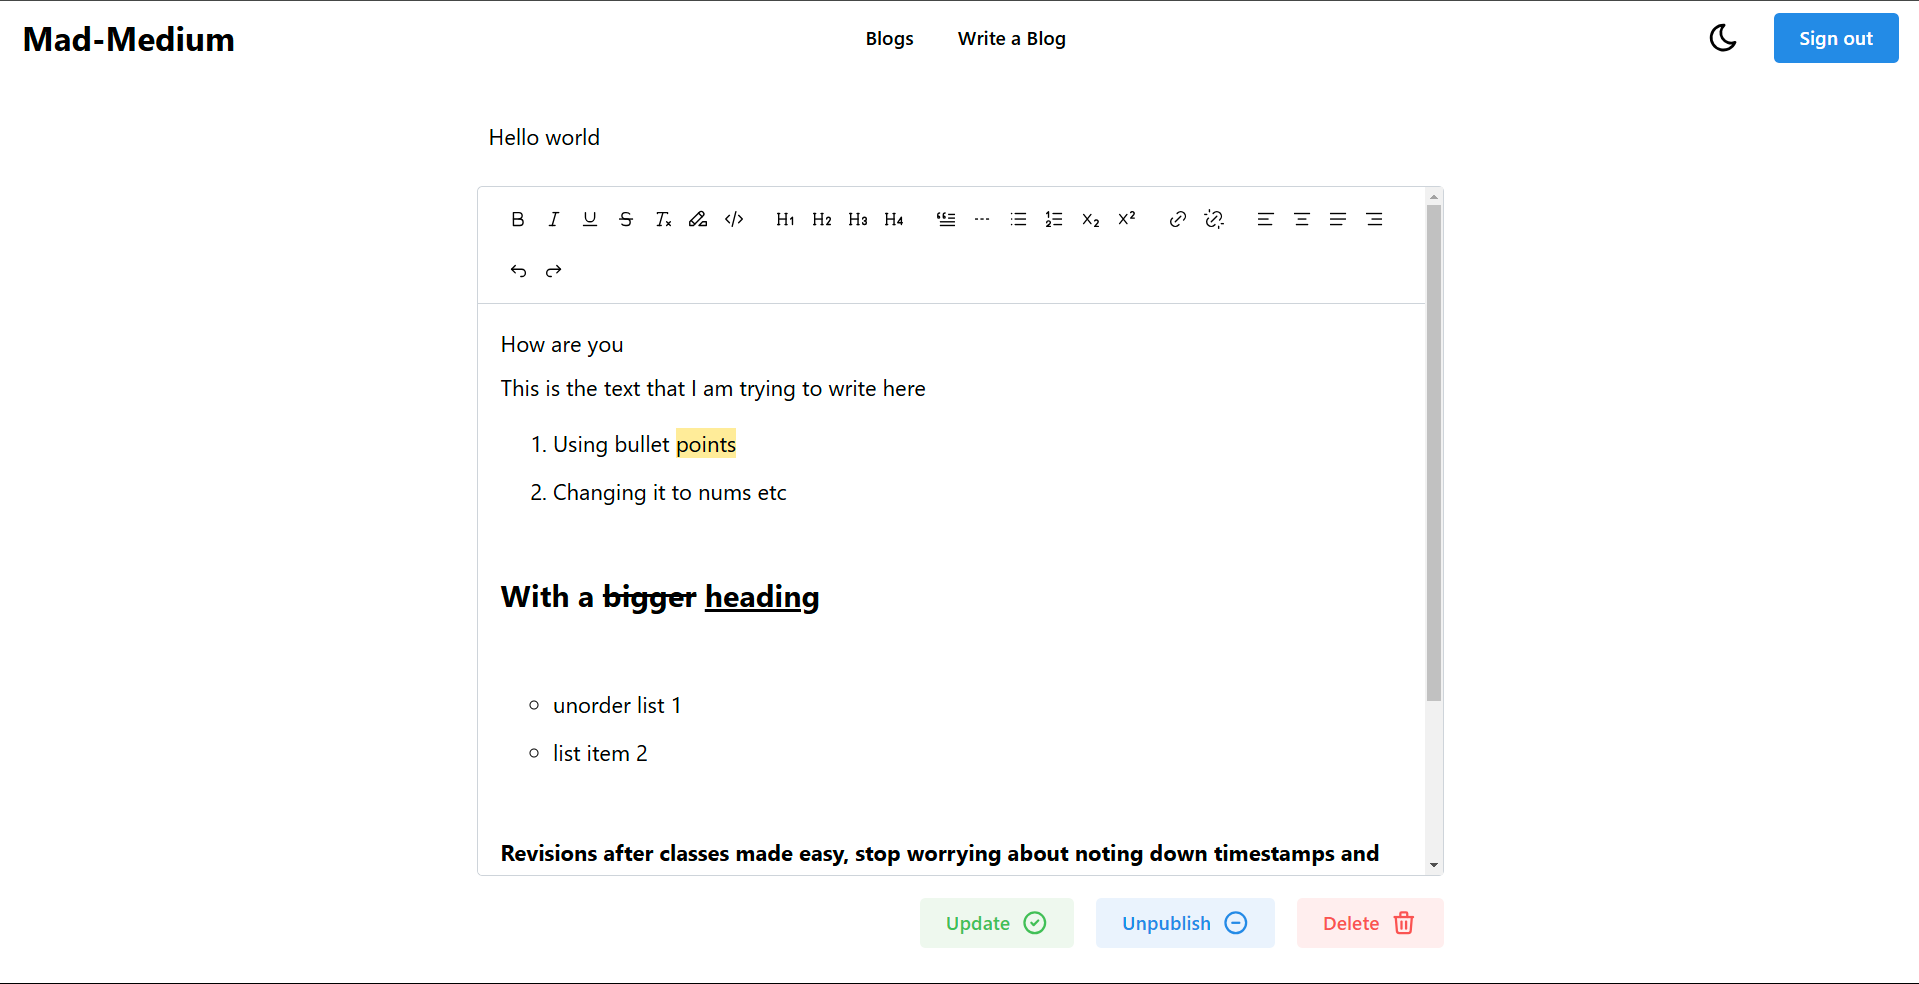 Mad-Medium
Blogs
Write a Blog
Sign out
Hello world
H1 H2 H3 H4
How are you
This is the text that I am trying to write here
1. Using bullet points
2. Changing it to nums etc
With a bigger heading
unorder list 1
list item 2
Revisions after classes made easy, stop worrying about noting down timestamps and
Update
Unpublish
Delete